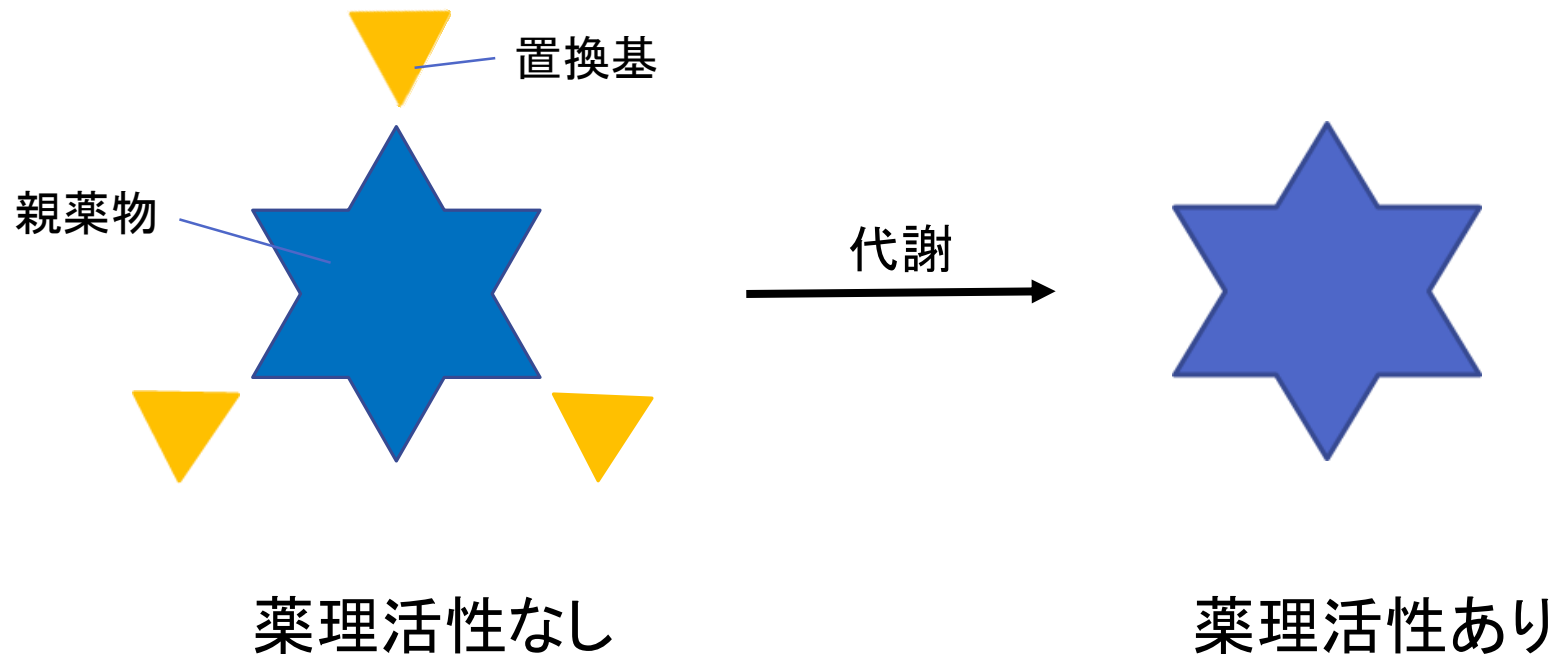 置換基
親薬物
代謝
薬理活性なし
薬理活性あり